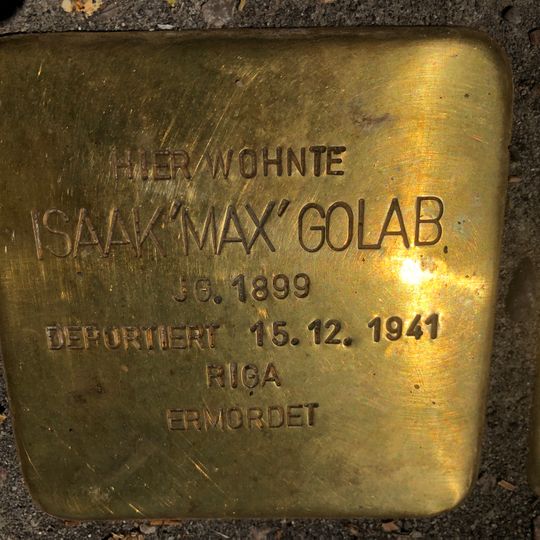 HIER WOHNTE
ISAAK "MAX" GOLAB
JG. 1899
DEPORTIERT 15.12.1941
RIGA
ERMORDET